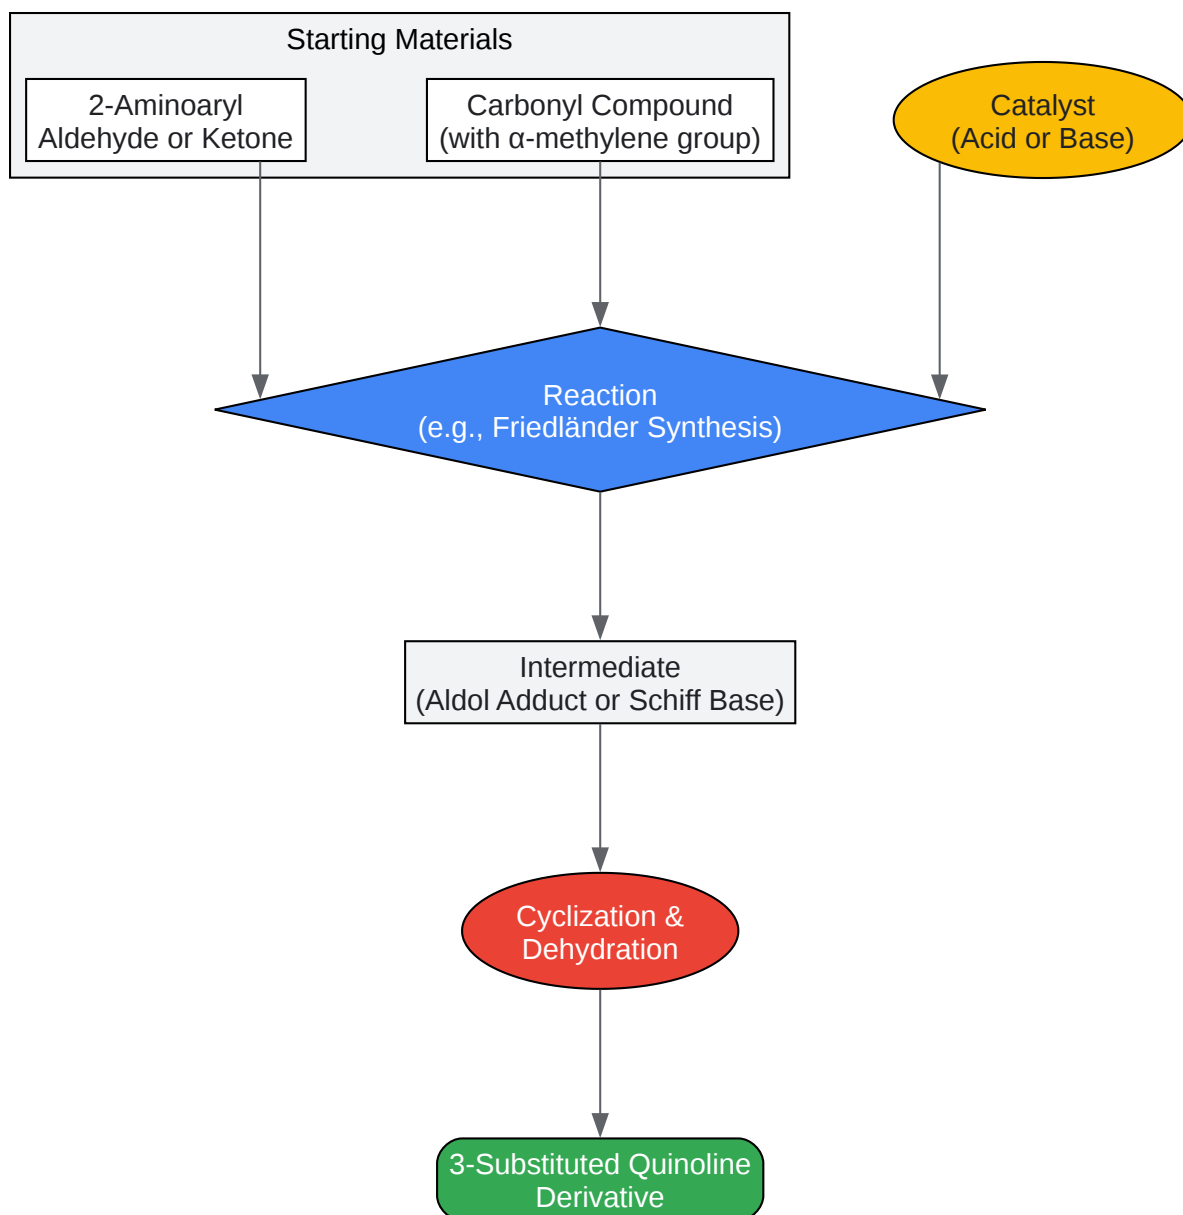 Starting Materials
2-Aminoaryl
Aldehyde or Ketone
Carbonyl Compound
(with α-methylene group)
Catalyst
(Acid or Base)
Reaction
(e.g., Friedländer Synthesis)
Intermediate
(Aldol Adduct or Schiff Base)
Cyclization &
Dehydration
3-Substituted Quinoline
Derivative